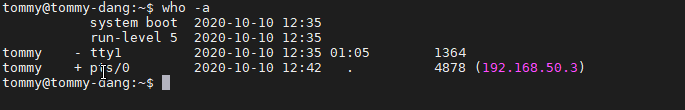 tommy@tommy-dang:~$ who -a
system boot 2020-10-10 12:35
run-level 5 2020-10-10 12:35
tommy - tty1 2020-10-10 12:35 01:05 1364
tommy + pts/0 2020-10-10 12:42 . 4878 (192.168.50.3)
tommy@tommy-dang:~$